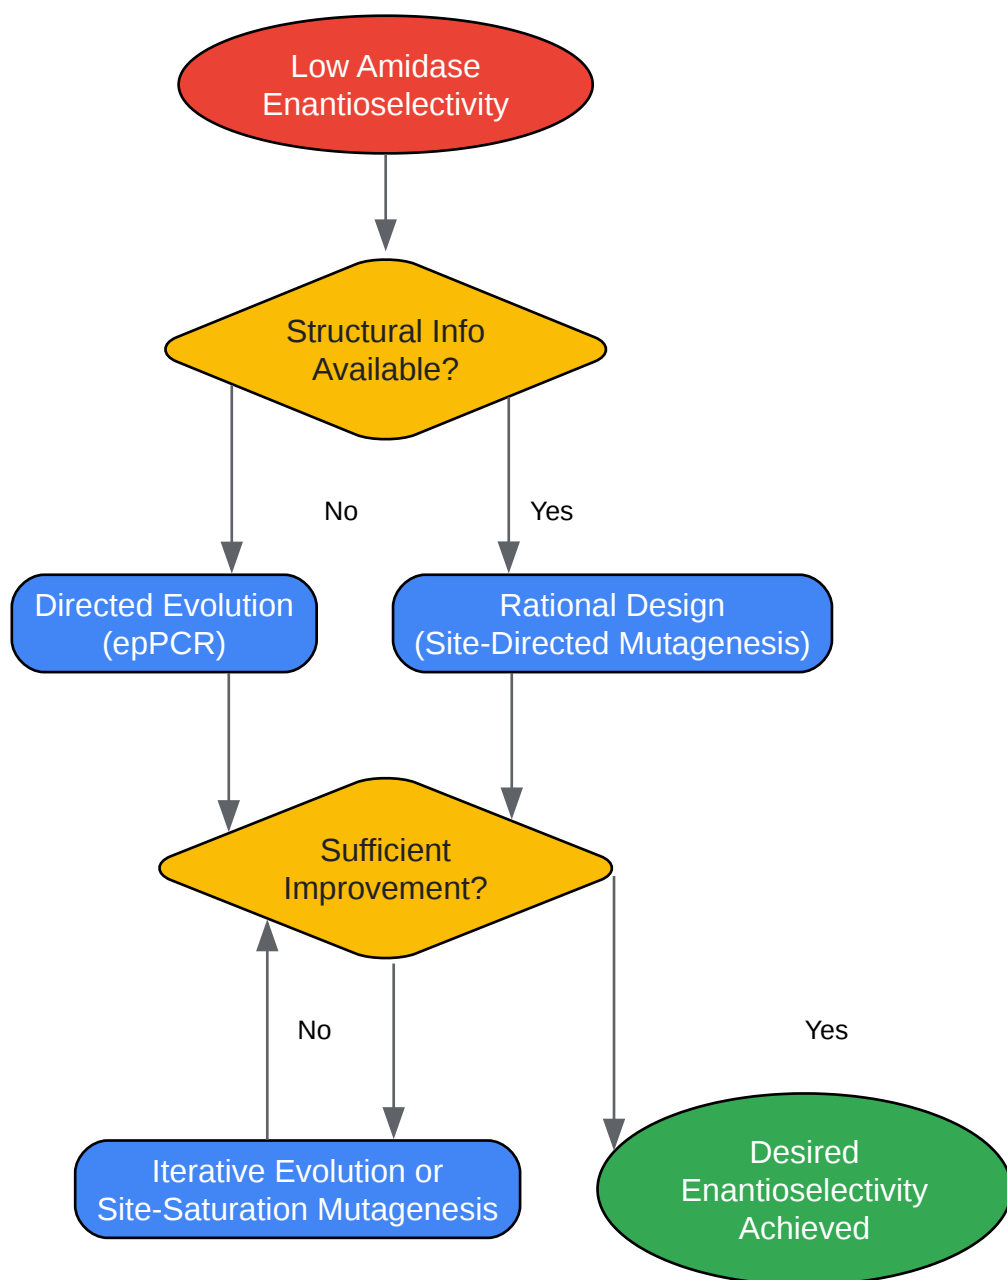 Low Amidase
Enantioselectivity
Structural Info
Available?
No
Yes
Directed Evolution
(epPCR)
Rational Design
(Site-Directed Mutagenesis)
Sufficient
Improvement?
No
Yes
Iterative Evolution or
Site-Saturation Mutagenesis
Desired
Enantioselectivity
Achieved